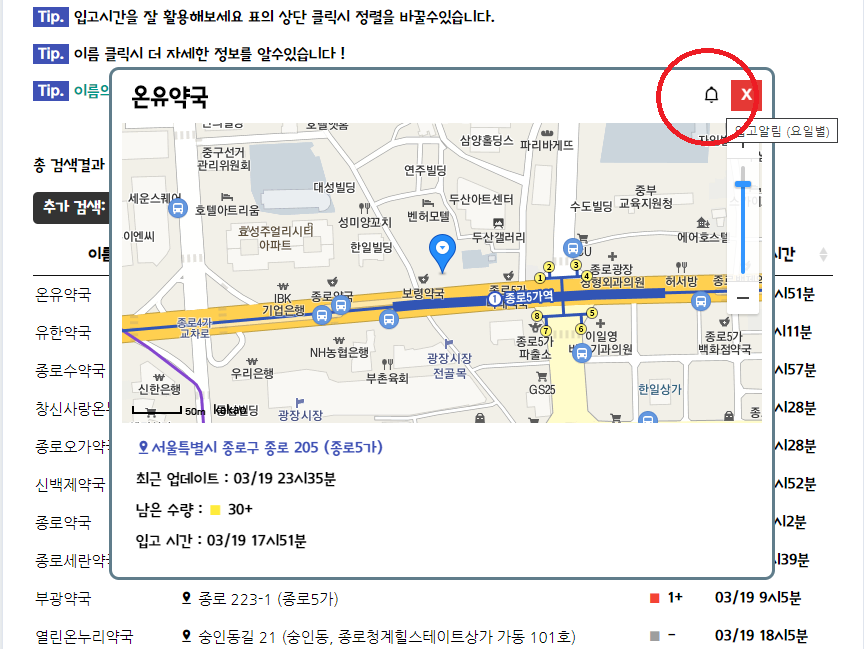 Tip. 입고시간을 잘 활용해보세요 표의 상단 클릭시 정렬을 바꿀수있습니다.
Tip. 이름 클릭시 더 자세한 정보를 알수있습니다 !
Tip. 이름의
온유약국
X
입고알림 (요일별)
총 검색결과
추가 검색:
삼양홀딩스
파리바게뜨
중구선거
관리위원회
연주빌딩
대성빌딩
세운스퀘어
호텔아트리움
두산아트센터
중부
교육지원청
수도빌딩
벤허모텔
성미양꼬치
이엔씨
효성주얼리시티
아파트
한일빌딩
두산갤러리
에어호스텔
종로광장
정형외과의원
허서방
IBK
기업은행
보령약국
종로5가역
종로4가
교차로
NH농협은행
광장시장
전골목
종로5가
파출소
이일영
종로5가
백화점약국
우리은행
신한은행
부촌육회
GS25
한일상가
광장시장
50m
kakao
서울특별시 종로구 종로 205 (종로5가)
최근 업데이트 : 03/19 23시35분
남은 수량 : 30+
입고 시간 : 03/19 17시51분
시간
온유약국 시51분
유한약국 시11분
종로수약국 시57분
창신사랑온 시28분
종로오가약국 시28분
신백제약국 시52분
종로약국 시2분
종로세란약국 시39분
부광약국 종로 223-1 (종로5가) 1+ 03/19 9시5분
열린온누리약국 숭인동길 21 (숭인동, 종로청계힐스테이트상가 가동 101호) - 03/19 18시5분